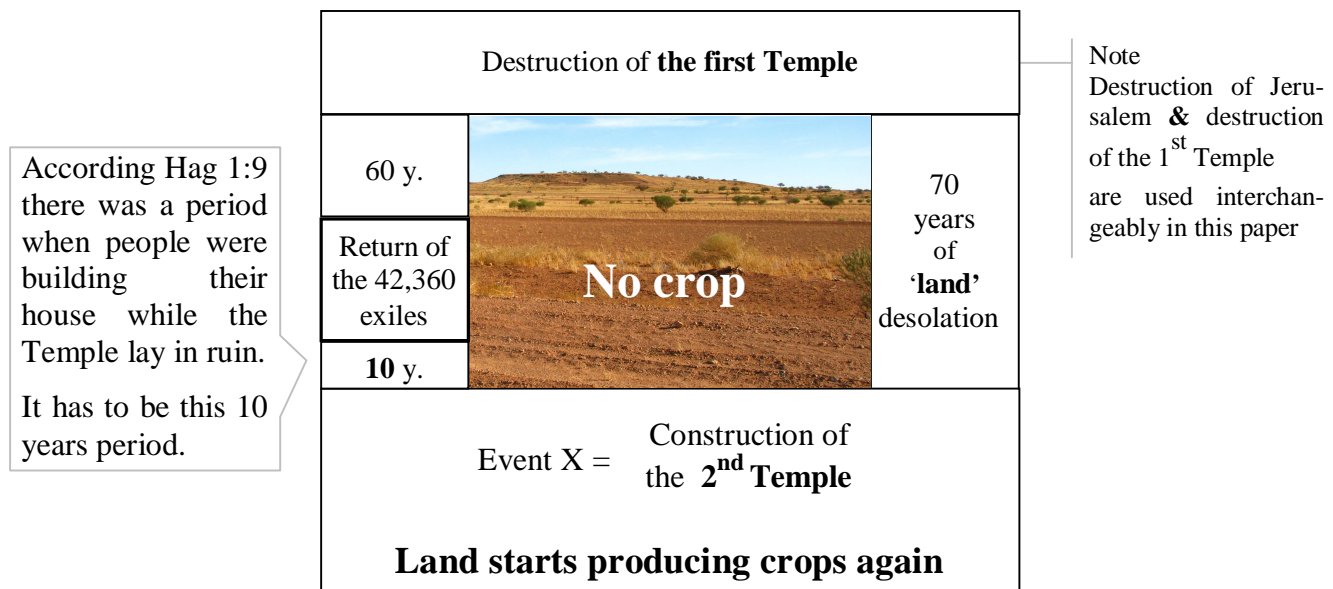 Destruction of the first Temple
Note
Destruction of Jeru-
salem & destruction
of the 1st Temple
are used interchan-
geably in this paper
According Hag 1:9
there was a period
when people were
building their
house while the
Temple lay in ruin.
It has to be this 10
years period.
60 y.
Return of
the 42,360
exiles
10 y.
No crop
70
years
of
‘land’
desolation
Event X =
Construction of
the 2nd Temple
Land starts producing crops again